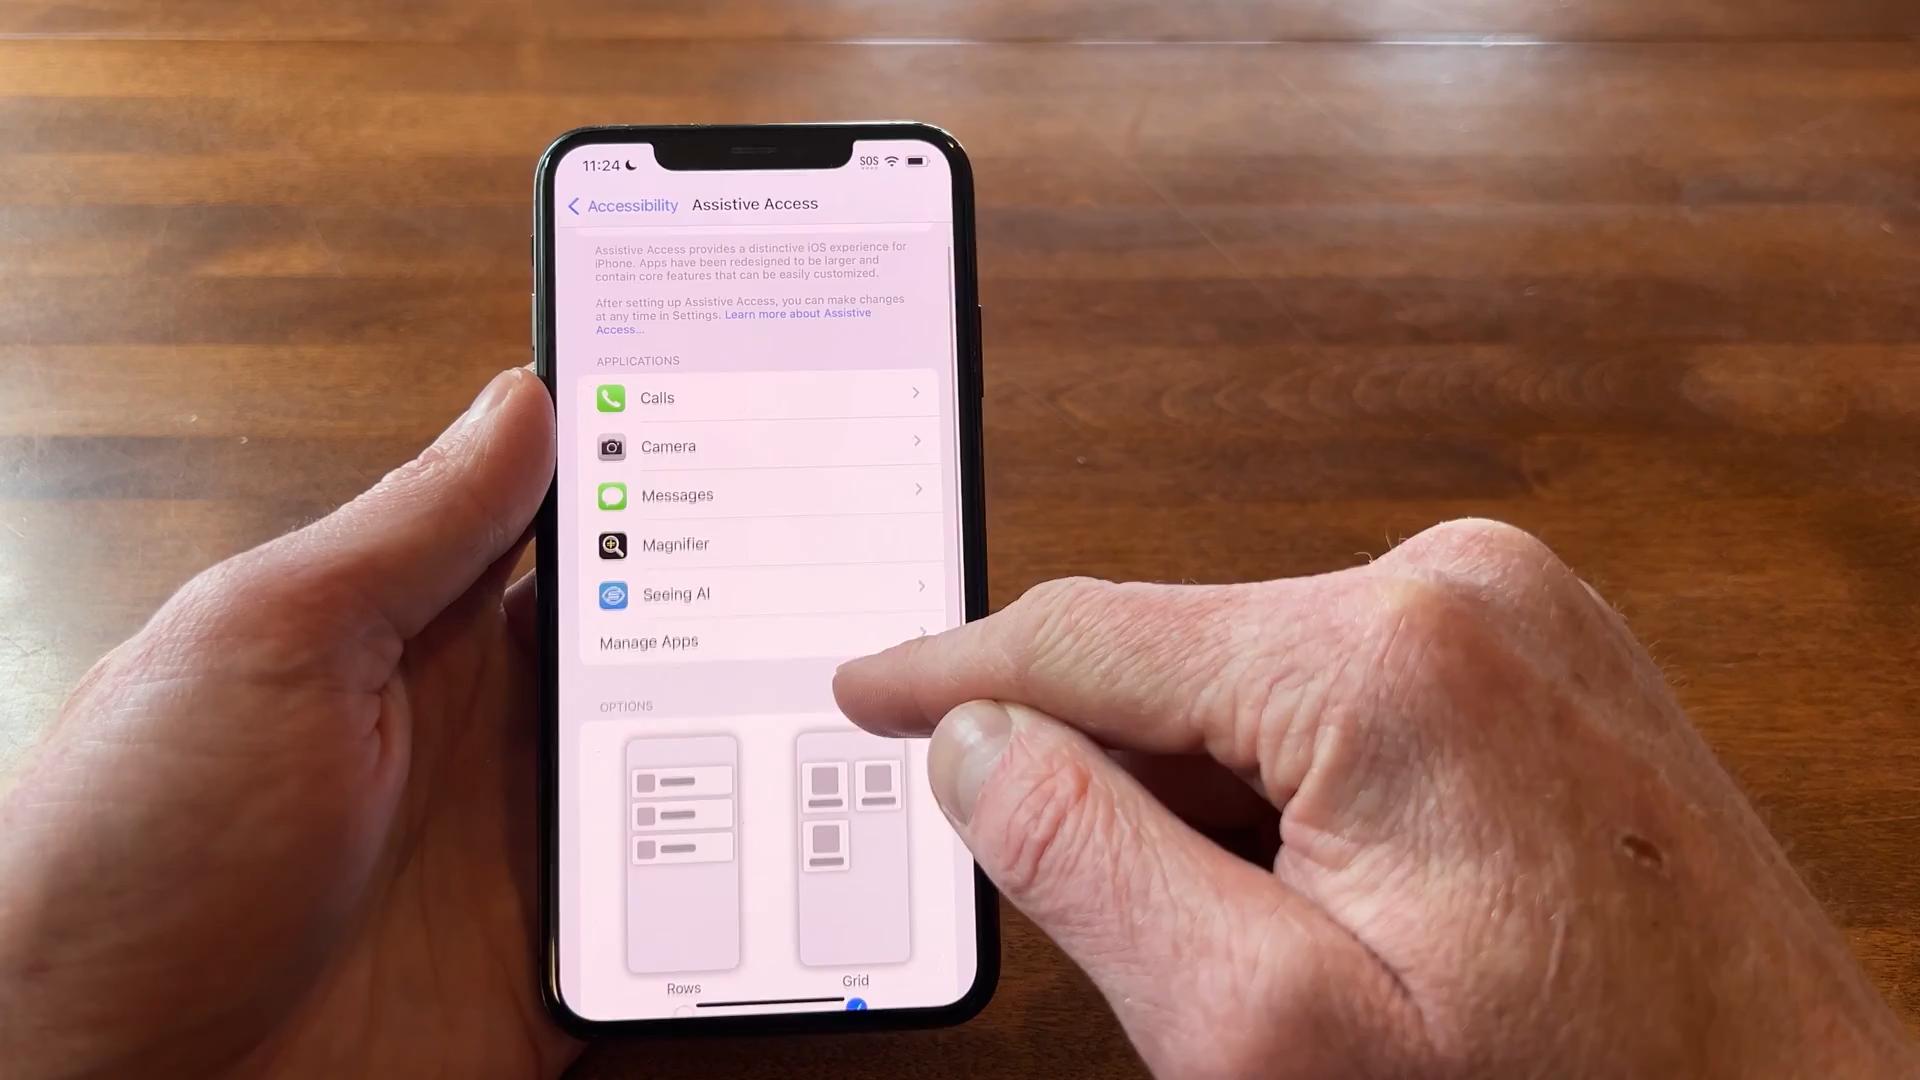 11:24
SOS
Accessibility Assistive Access
Assistive Access provides a distinctive iOS experience for
iPhone. Apps have been redesigned to be larger and
contain core features that can be easily customized.
After setting up Assistive Access, you can make changes
at any time in Settings. Learn more about Assistive
Access...
APPLICATIONS
Calls
Camera
Messages
Magnifier
Seeing AI
Manage Apps
OPTIONS
Rows
Grid